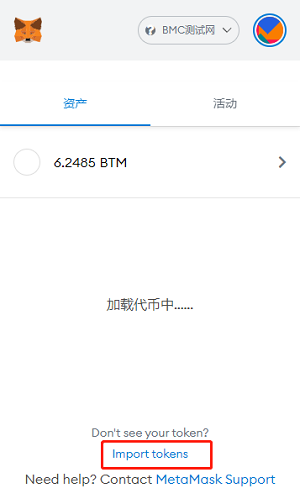 BMC测试网
资产
活动
6.2485 BTM
加载代币中......
Don't see your token?
Import tokens
Need help? Contact MetaMask Support